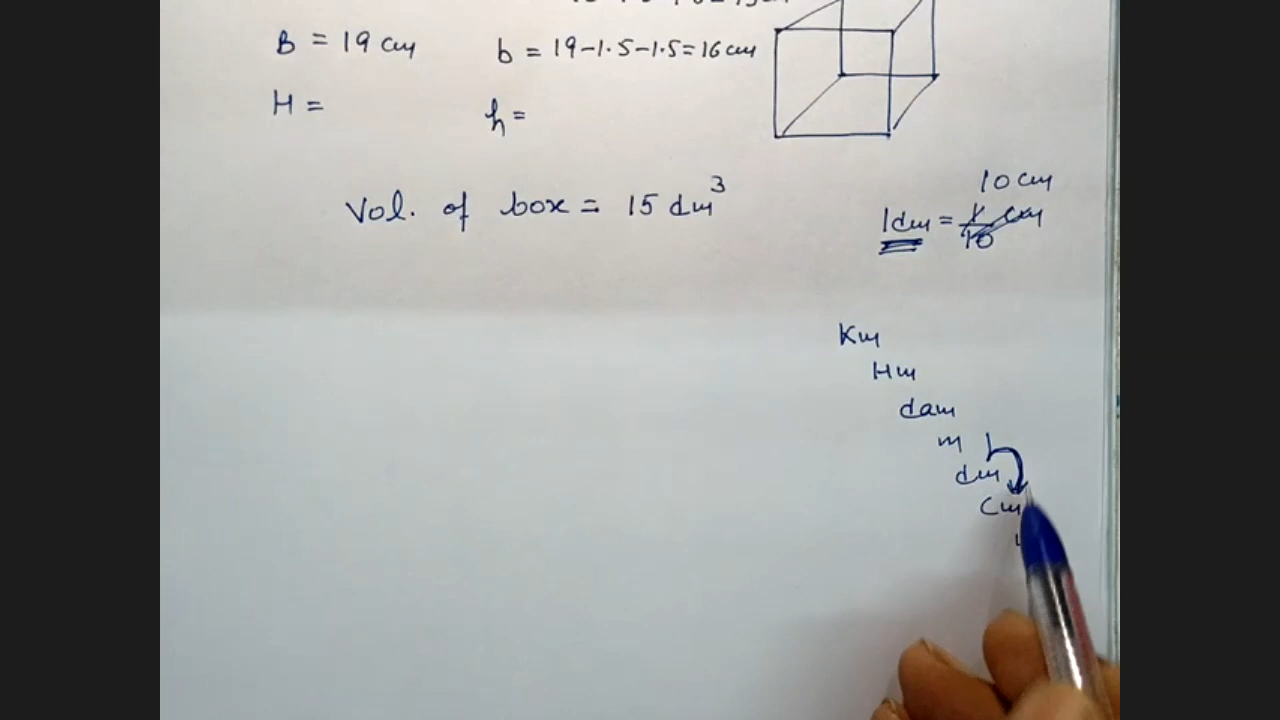 B = 19 cm
b = 19-1.5-1.5 = 16 cm
H =
h =
Vol. of box = 15 dm³
10 cm
1dm = 1/10 cm
Km
Hm
dam
m
dm
Cm